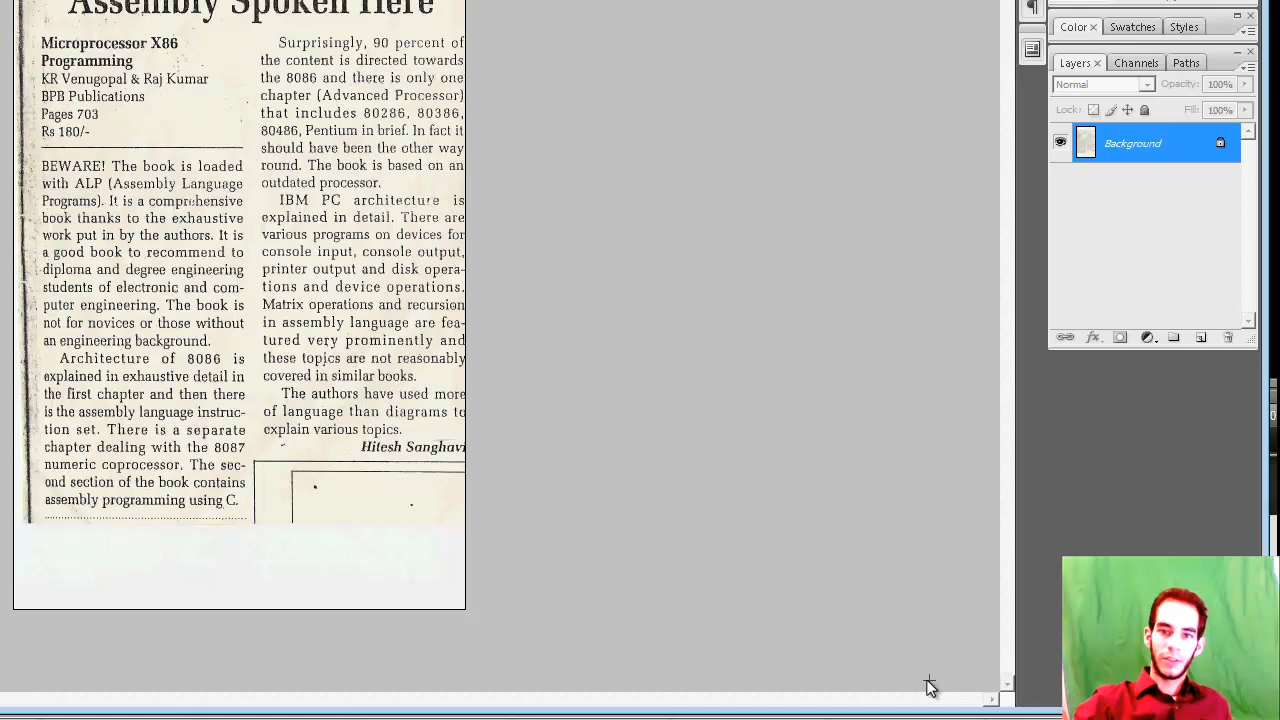 Assembly Spoken Here
Microprocessor X86
Programming
KR Venugopal & Raj Kumar
BPB Publications
Pages 703
Rs 180/-
BEWARE! The book is loaded
with ALP (Assembly Language
Programs). It is a comprehensive
book thanks to the exhaustive
work put in by the authors. It is
a good book to recommend to
diploma and degree engineering
students of electronic and com-
puter engineering. The book is
not for novices or those without
an engineering background.
Architecture of 8086 is
explained in exhaustive detail in
the first chapter and then there
is the assembly language instruc-
tion set. There is a separate
chapter dealing with the 8087
numeric coprocessor. The sec-
ond section of the book contains
assembly programming using C.
Surprisingly, 90 percent of
the content is directed towards
the 8086 and there is only one
chapter (Advanced Processor)
that includes 80286, 80386,
80486, Pentium in brief. In fact it
should have been the other way
round. The book is based on an
outdated processor.
IBM PC architecture is
explained in detail. There are
various programs on devices for
console input, console output,
printer output and disk opera-
tions and device operations.
Matrix operations and recursion
in assembly language are fea-
tured very prominently and
these topics are not reasonably
covered in similar books.
The authors have used more
of language than diagrams to
explain various topics.
Hitesh Sanghavi
Color Swatches Styles
Layers Channels Paths
Normal Opacity: 100%
Lock: Fill: 100%
Background
fx